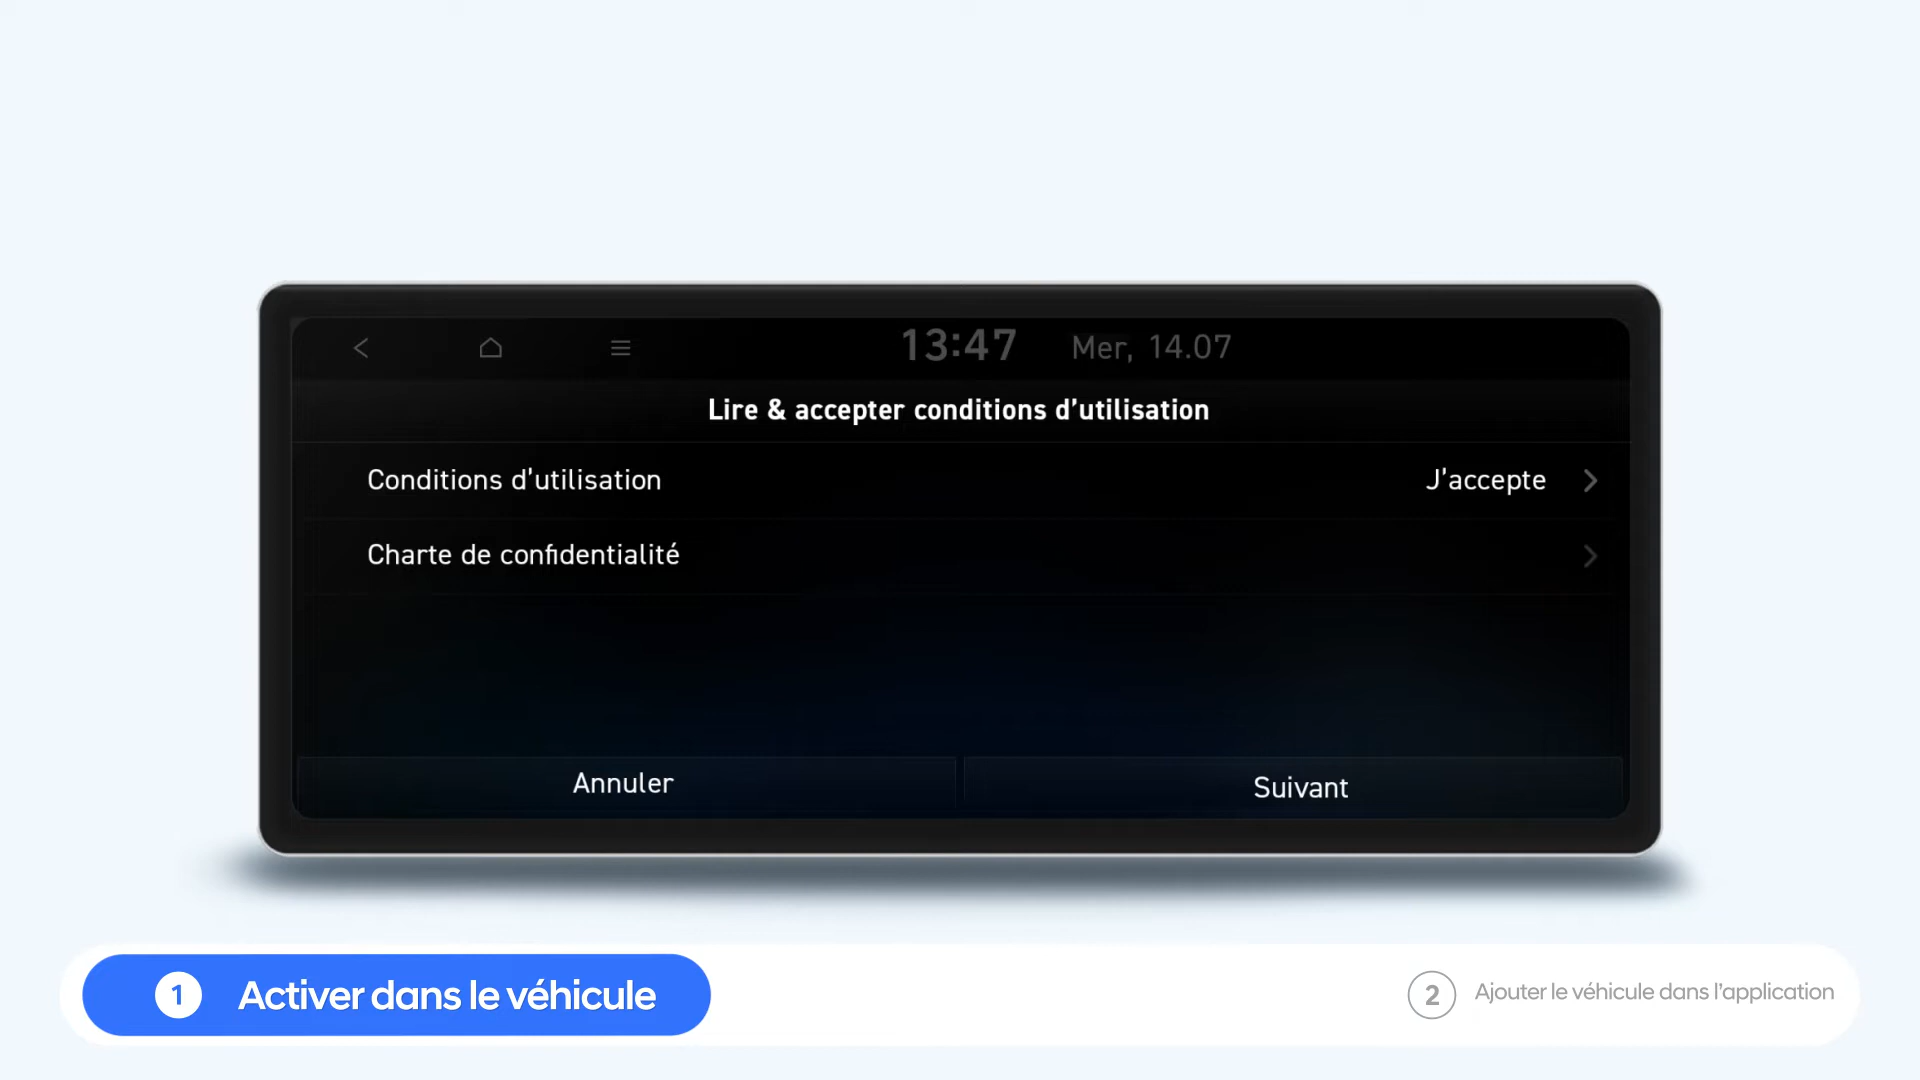 13:47 Mer, 14.07
Lire & accepter conditions d’utilisation
Conditions d’utilisation J’accepte
Charte de confidentialité
Annuler Suivant
1 Activer dans le véhicule 2 Ajouter le véhicule dans l’application